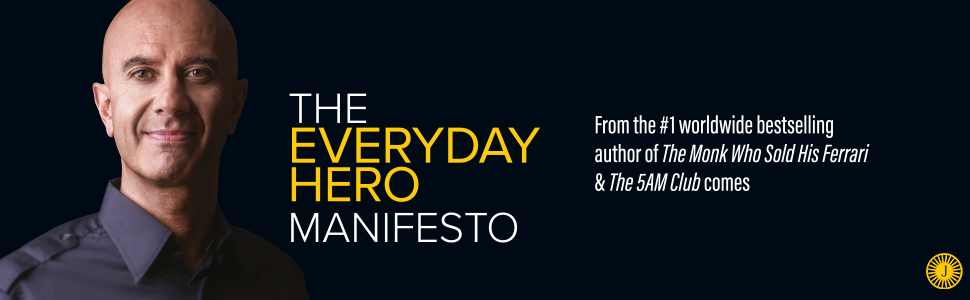 THE
EVERYDAY
HERO
MANIFESTO
From the #1 worldwide bestselling
author of The Monk Who Sold His Ferrari
& The 5AM Club comes
J